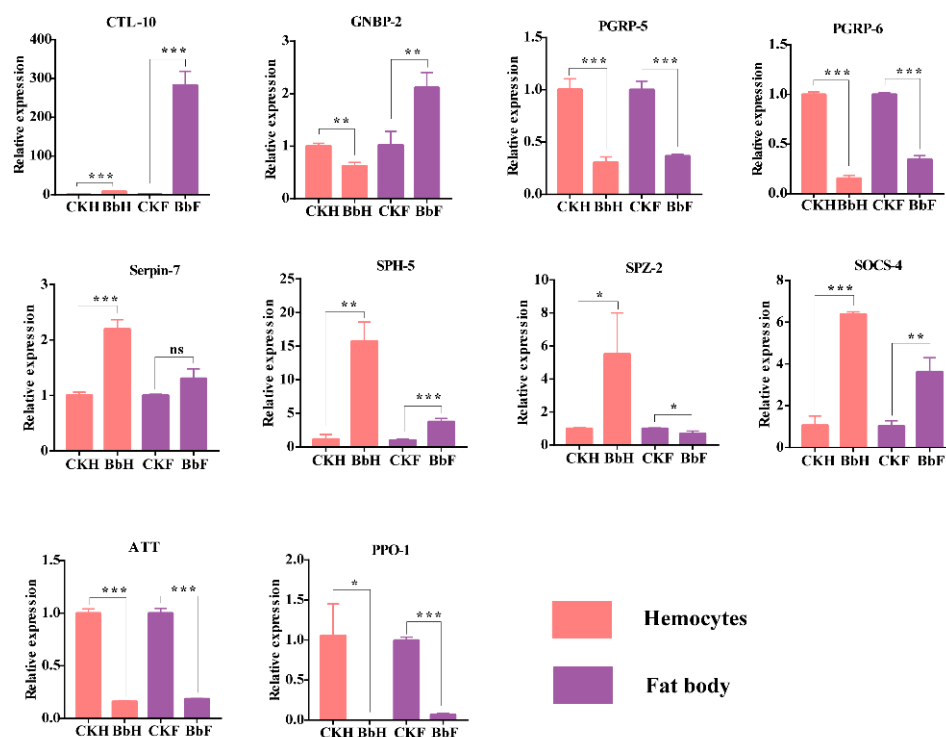 CTL-10
Relative expression
400
300
200
100
0
***
***
CKH BbH CKF BbF
GNBP-2
Relative expression
3
2
1
0
**
**
CKH BbH CKF BbF
PGRP-5
Relative expression
1.5
1.0
0.5
0.0
***
***
CKH BbH CKF BbF
PGRP-6
Relative expression
1.5
1.0
0.5
0.0
***
***
CKH BbH CKF BbF
Serpin-7
Relative expression
3
2
1
0
***
ns
CKH BbH CKF BbF
SPH-5
Relative expression
25
20
15
10
5
0
**
***
CKH BbH CKF BbF
SPZ-2
Relative expression
10
8
6
4
2
0
*
*
CKH BbH CKF BbF
SOCS-4
Relative expression
8
6
4
2
0
***
**
CKH BbH CKF BbF
ATT
Relative expression
1.5
1.0
0.5
0.0
***
***
CKH BbH CKF BbF
PPO-1
Relative expression
2.0
1.5
1.0
0.5
0.0
*
***
CKH BbH CKF BbF
Hemocytes
Fat body